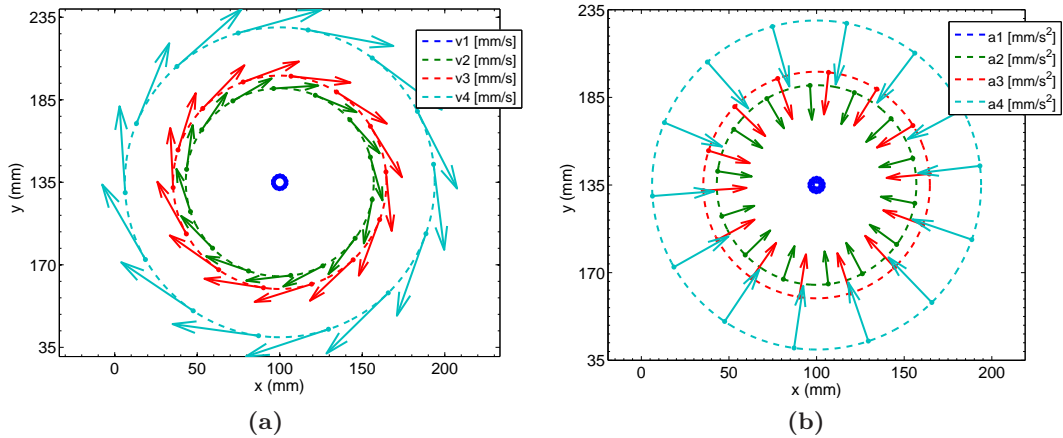 235
185
135
170
35
y (mm)
0
50
100
150
200
x (mm)
v1 [mm/s]
v2 [mm/s]
v3 [mm/s]
v4 [mm/s]
(a)
235
185
135
170
35
y (mm)
0
50
100
150
200
x (mm)
a1 [mm/s²]
a2 [mm/s²]
a3 [mm/s²]
a4 [mm/s²]
(b)